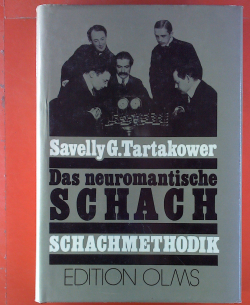 Savelly G. Tartakower
Das neuromantische
SCHACH
SCHACHMETHODIK
EDITION OLMS